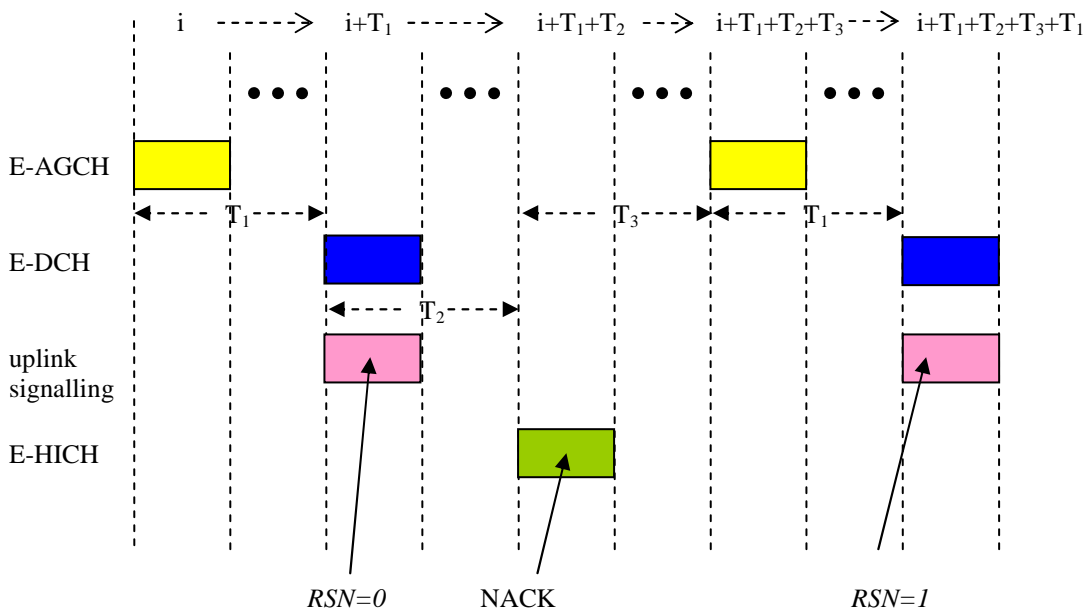 i i+T₁ i+T₁+T₂ i+T₁+T₂+T₃ i+T₁+T₂+T₃+T₁
E-AGCH
T₁ T₃ T₁
E-DCH
T₂
uplink
signalling
E-HICH
RSN=0 NACK RSN=1